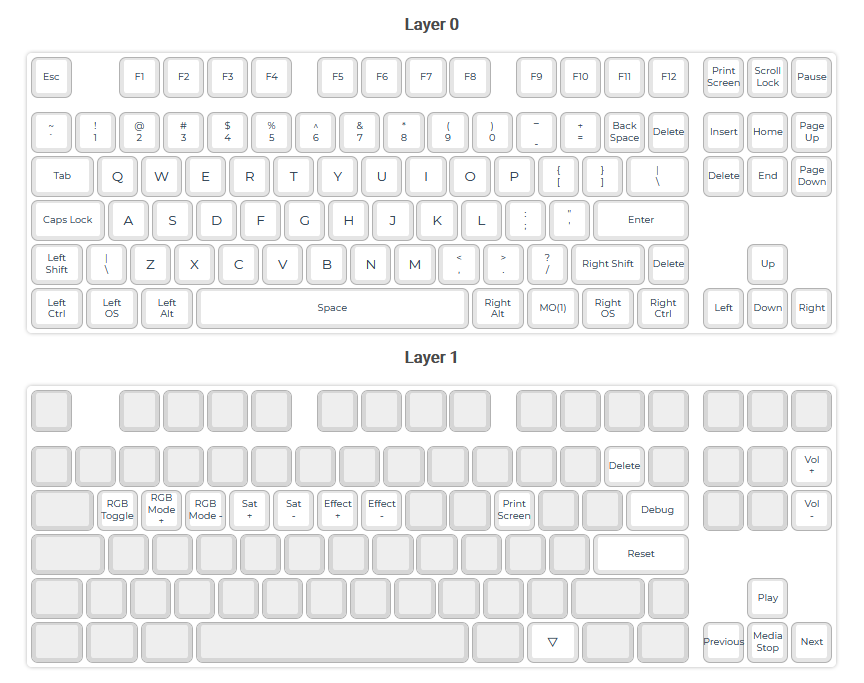 Layer 0
Esc F1 F2 F3 F4 F5 F6 F7 F8 F9 F10 F11 F12 Print Screen Scroll Lock Pause
~ ` ! 1 @ 2 # 3 $ 4 % 5 ^ 6 & 7 * 8 ( 9 ) 0 _ - + = Back Space Delete Insert Home Page Up
Tab Q W E R T Y U I O P { [ } ] | \ Delete End Page Down
Caps Lock A S D F G H J K L : ; " ' Enter
Left Shift | \ Z X C V B N M < , > . ? / Right Shift Delete Up
Left Ctrl Left OS Left Alt Space Right Alt MO(1) Right OS Right Ctrl Left Down Right
Layer 1
Delete Vol +
RGB Toggle RGB Mode + RGB Mode - Sat + Sat - Effect + Effect - Print Screen Debug Vol -
Reset
Play
▽ Previous Media Stop Next